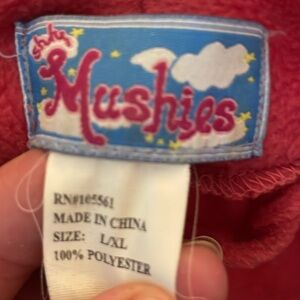 Mushies
RN#105561
MADE IN CHINA
SIZE: L/XL
100% POLYESTER